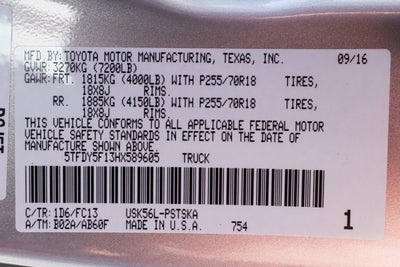 MFD.BY:TOYOTA MOTOR MANUFACTURING, TEXAS, INC. 09/16
GVWR: 3270KG (7200LB)
GAWR: FRT. 1815KG (4000LB) WITH P255/70R18 TIRES,
18X8J RIMS.
RR. 1885KG (4150LB) WITH P255/70R18 TIRES,
18X8J RIMS.
THIS VEHICLE CONFORMS TO ALL APPLICABLE FEDERAL MOTOR
VEHICLE SAFETY STANDARDS IN EFFECT ON THE DATE OF
MANUFACTURE SHOWN ABOVE.
5TFDY5F13HX589605 TRUCK
C/TR: 1D6/FC13 USK56L-PSTSKA
A/TM: B02A/AB60F MADE IN U.S.A. 754 1